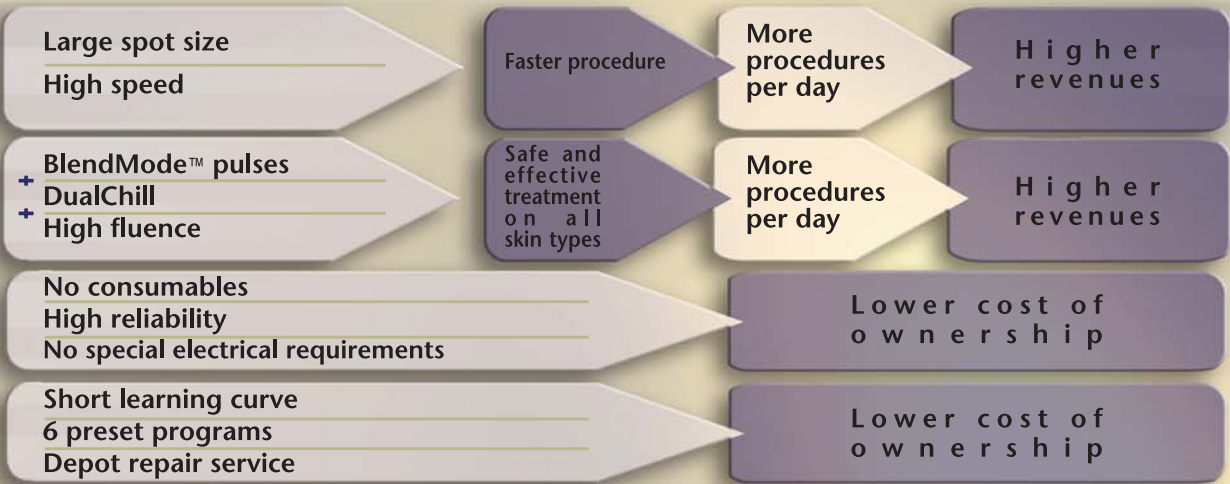 Large spot size
High speed
Faster procedure
More
procedures
per day
Higher
revenues
+ BlendMode™ pulses
+ DualChill
High fluence
Safe and
effective
treatment
on all
skin types
More
procedures
per day
Higher
revenues
No consumables
High reliability
No special electrical requirements
Lower cost of
ownership
Short learning curve
6 preset programs
Depot repair service
Lower cost of
ownership